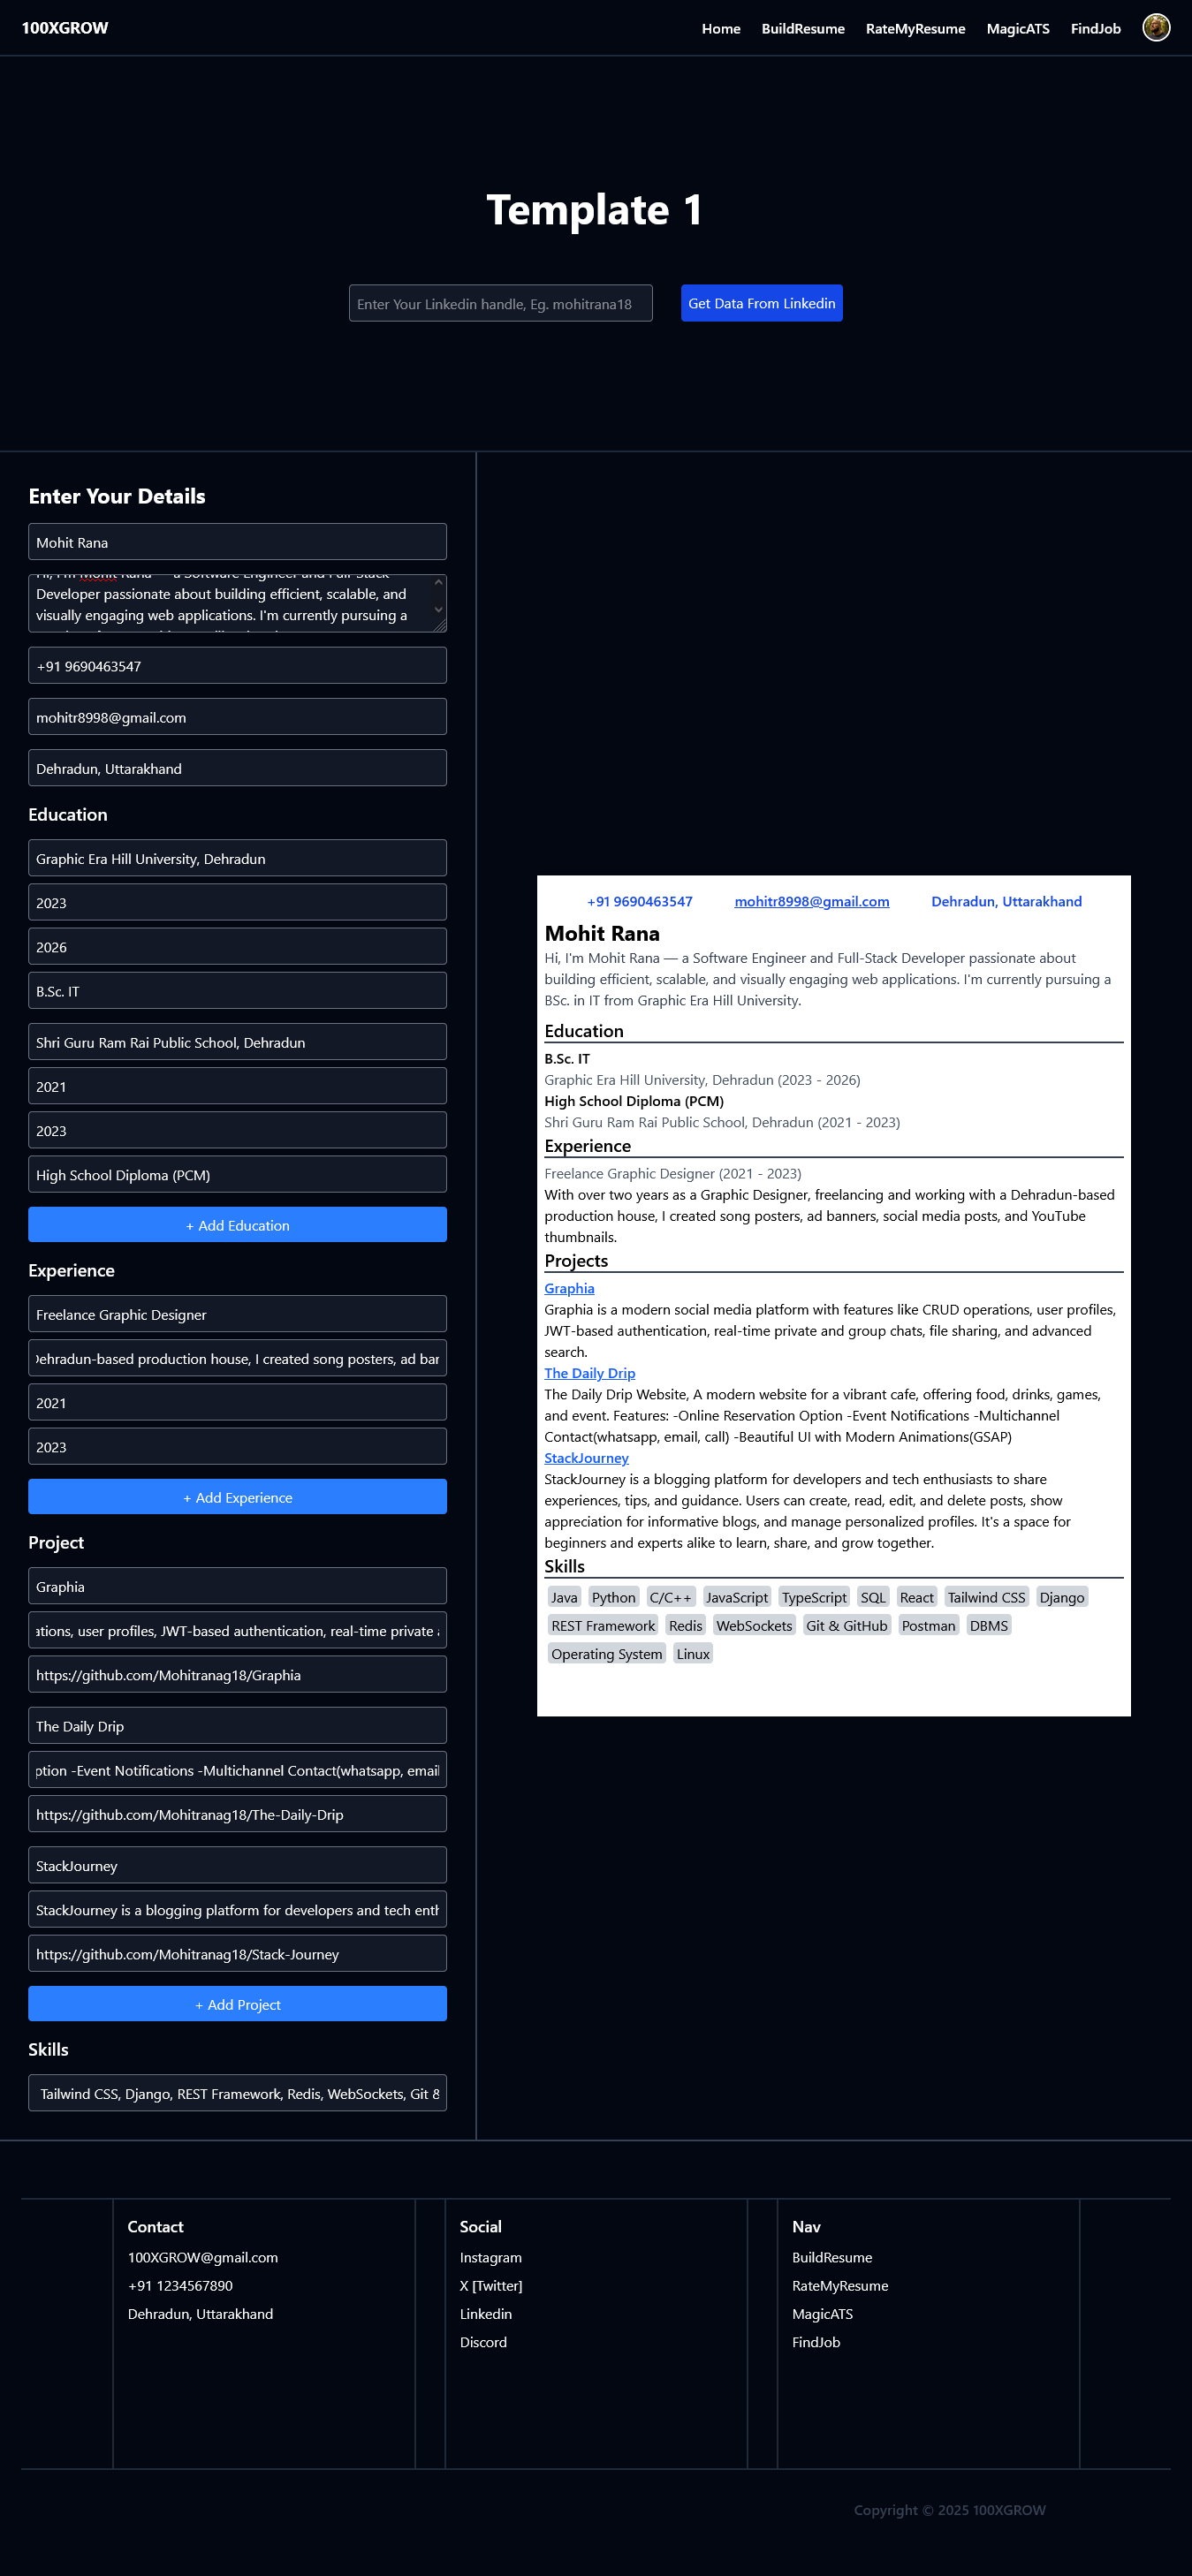 100XGROW
Home BuildResume RateMyResume MagicATS FindJob
Template 1
Enter Your Linkedin handle, Eg. mohitrana18
Get Data From Linkedin
Enter Your Details
Mohit Rana
Hi, I'm Mohit Rana — a Software Engineer and Full-Stack
Developer passionate about building efficient, scalable, and
visually engaging web applications. I'm currently pursuing a
+91 9690463547
mohitr8998@gmail.com
Dehradun, Uttarakhand
Education
Graphic Era Hill University, Dehradun
2023
2026
B.Sc. IT
Shri Guru Ram Rai Public School, Dehradun
2021
2023
High School Diploma (PCM)
+ Add Education
Experience
Freelance Graphic Designer
Dehradun-based production house, I created song posters, ad
2021
2023
+ Add Experience
Project
Graphia
user profiles, JWT-based authentication, real-time private
https://github.com/Mohitranag18/Graphia
The Daily Drip
-Event Notifications -Multichannel Contact(whatsapp, email
https://github.com/Mohitranag18/The-Daily-Drip
StackJourney
StackJourney is a blogging platform for developers and tech
https://github.com/Mohitranag18/Stack-Journey
+ Add Project
Skills
Tailwind CSS, Django, REST Framework, Redis, WebSockets, Git
+91 9690463547 mohitr8998@gmail.com Dehradun, Uttarakhand
Mohit Rana
Hi, I'm Mohit Rana — a Software Engineer and Full-Stack Developer passionate about
building efficient, scalable, and visually engaging web applications. I'm currently pursuing a
BSc. in IT from Graphic Era Hill University.
Education
B.Sc. IT
Graphic Era Hill University, Dehradun (2023 - 2026)
High School Diploma (PCM)
Shri Guru Ram Rai Public School, Dehradun (2021 - 2023)
Experience
Freelance Graphic Designer (2021 - 2023)
With over two years as a Graphic Designer, freelancing and working with a Dehradun-based
production house, I created song posters, ad banners, social media posts, and YouTube
thumbnails.
Projects
Graphia
Graphia is a modern social media platform with features like CRUD operations, user profiles,
JWT-based authentication, real-time private and group chats, file sharing, and advanced
search.
The Daily Drip
The Daily Drip Website, A modern website for a vibrant cafe, offering food, drinks, games,
and event. Features: -Online Reservation Option -Event Notifications -Multichannel
Contact(whatsapp, email, call) -Beautiful UI with Modern Animations(GSAP)
StackJourney
StackJourney is a blogging platform for developers and tech enthusiasts to share
experiences, tips, and guidance. Users can create, read, edit, and delete posts, show
appreciation for informative blogs, and manage personalized profiles. It's a space for
beginners and experts alike to learn, share, and grow together.
Skills
Java Python C/C++ JavaScript TypeScript SQL React Tailwind CSS Django
REST Framework Redis WebSockets Git & GitHub Postman DBMS
Operating System Linux
Contact
100XGROW@gmail.com
+91 1234567890
Dehradun, Uttarakhand
Social
Instagram
X [Twitter]
Linkedin
Discord
Nav
BuildResume
RateMyResume
MagicATS
FindJob
Copyright © 2025 100XGROW